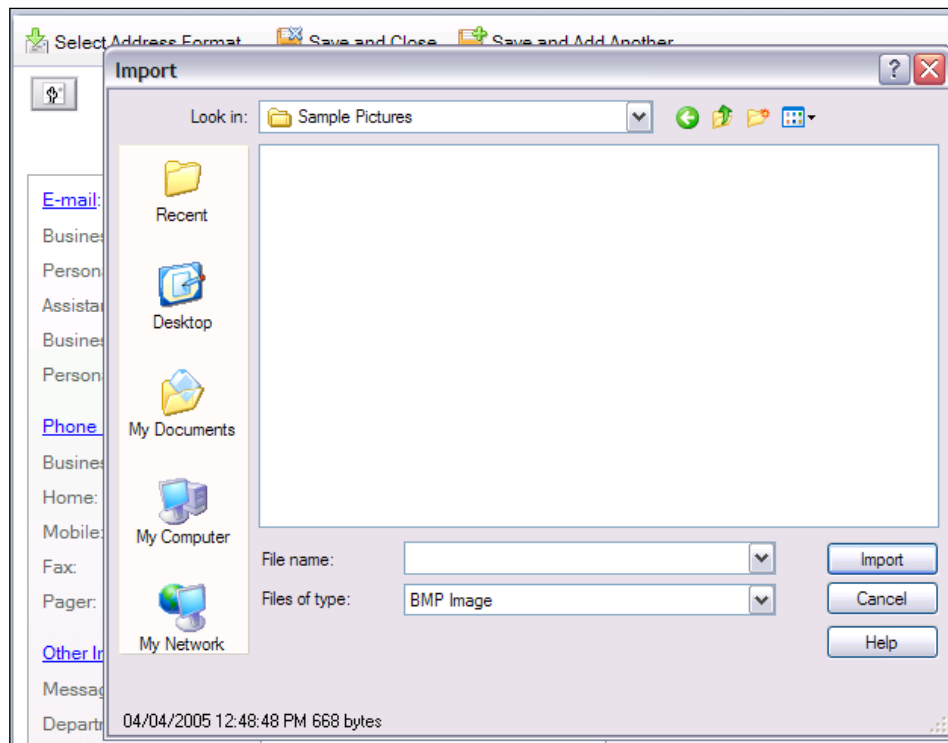 Select Address Format Save and Close Save and Add Another
Import
Look in: Sample Pictures
E-mail:
Recent
Desktop
My Documents
Phone
My Computer
Home:
Mobile:
Fax:
Pager:
File name:
Import
Files of type: BMP Image
Cancel
My Network
Help
Other
04/04/2005 12:48:48 PM 668 bytes